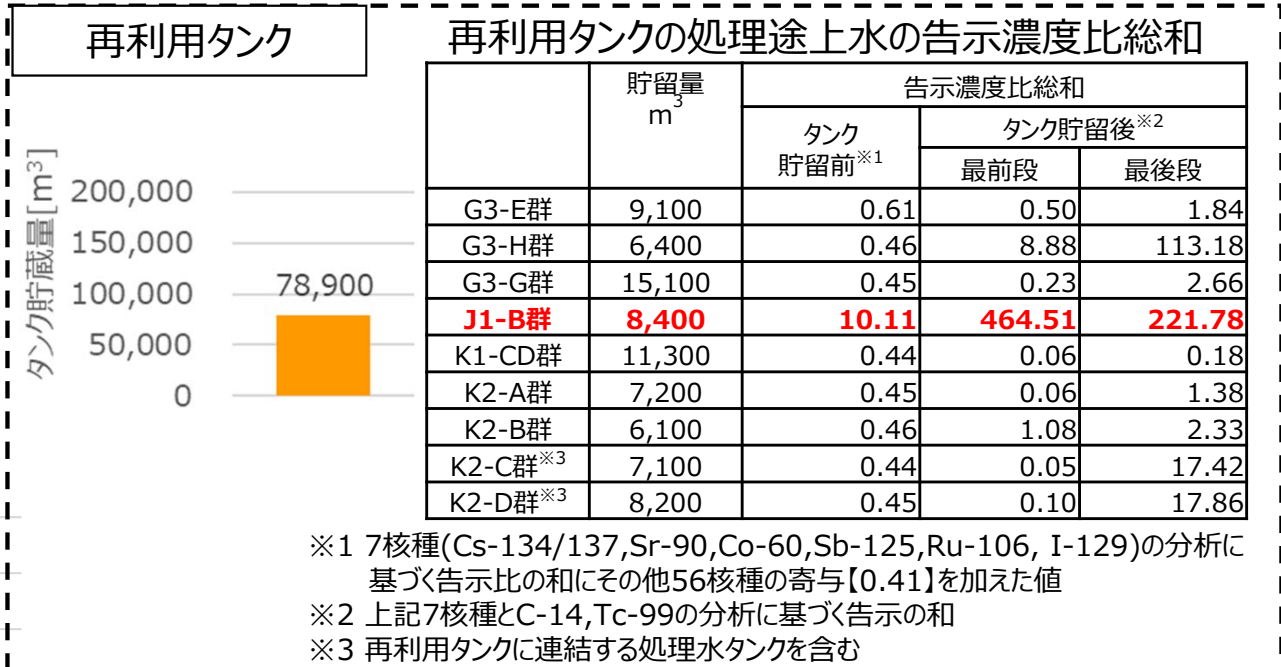 再利用タンク
再利用タンクの処理途上水の告示濃度比総和
タンク貯蔵量[m³]
200,000
150,000
100,000
50,000
0
78,900
貯留量 m³ 告示濃度比総和
タンク貯留前※1 タンク貯留後※2
最前段 最後段
G3-E群 9,100 0.61 0.50 1.84
G3-H群 6,400 0.46 8.88 113.18
G3-G群 15,100 0.45 0.23 2.66
J1-B群 8,400 10.11 464.51 221.78
K1-CD群 11,300 0.44 0.06 0.18
K2-A群 7,200 0.45 0.06 1.38
K2-B群 6,100 0.46 1.08 2.33
K2-C群※3 7,100 0.44 0.05 17.42
K2-D群※3 8,200 0.45 0.10 17.86
※1 7核種(Cs-134/137,Sr-90,Co-60,Sb-125,Ru-106, I-129)の分析に
基づく告示比の和にその他56核種の寄与【0.41】を加えた値
※2 上記7核種とC-14,Tc-99の分析に基づく告示の和
※3 再利用タンクに連結する処理水タンクを含む